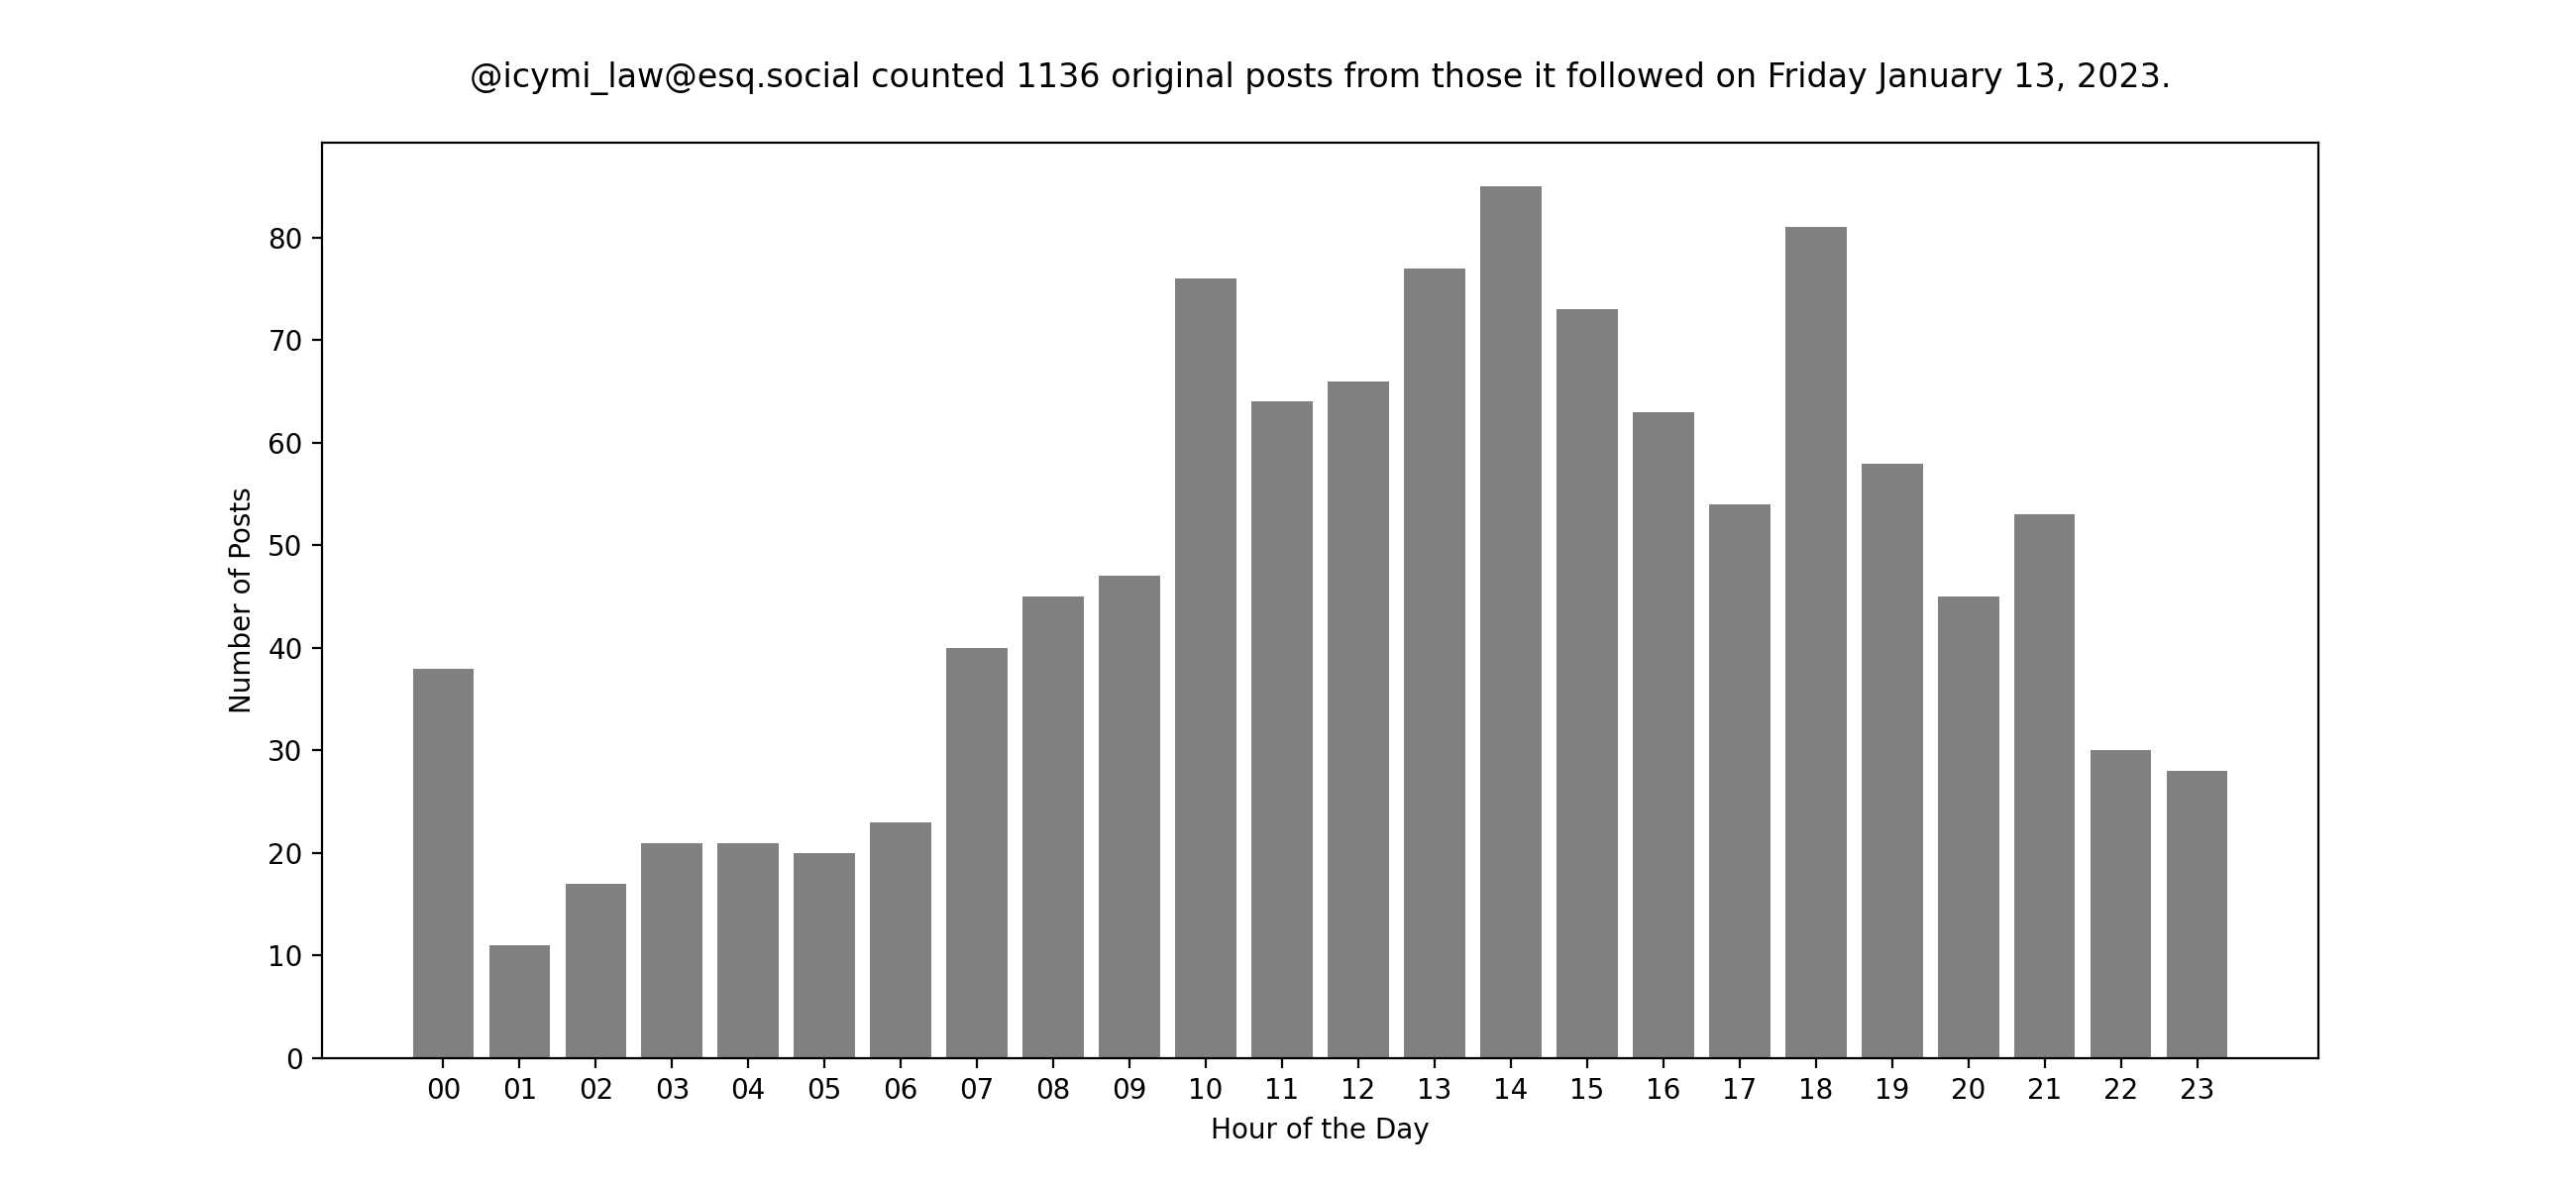 @icymi_law@esq.social counted 1136 original posts from those it followed on Friday January 13, 2023.
Number of Posts
80
70
60
50
40
30
20
10
0
00 01 02 03 04 05 06 07 08 09 10 11 12 13 14 15 16 17 18 19 20 21 22 23
Hour of the Day